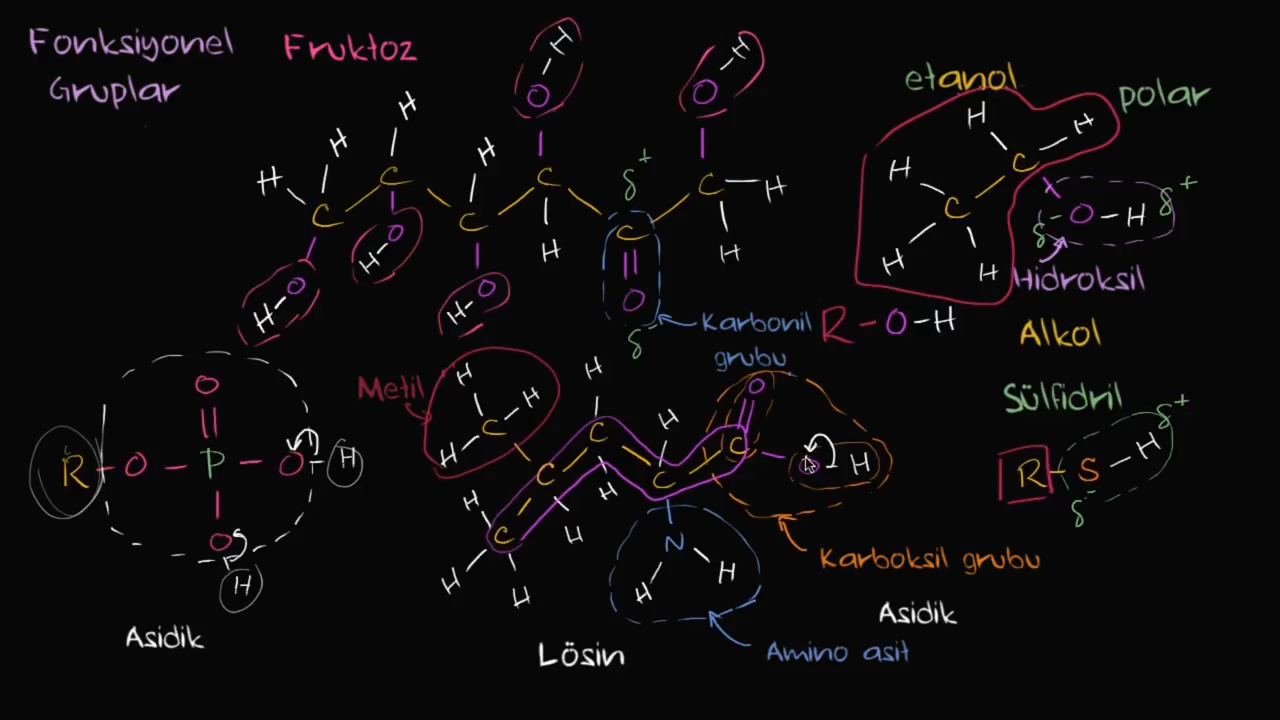 Fonksiyonel
Gruplar
Fruktoz
etanol
polar
H H H H H H H H H H H H
O O O O O O
C C C C C C
δ+
δ-
Karbonil
grubu
H H H H H
C C
O-H
δ- δ+
Hidroksil
R-O-H
Alkol
Sülfidril
R-S-H
δ- δ+
Metil
H H H
C
O
R-O-P-O-H
O
H
Asidik
H H H H H H H
C C C C C
O
O-H
N
H H
Karboksil grubu
Asidik
Amino asit
Lösin